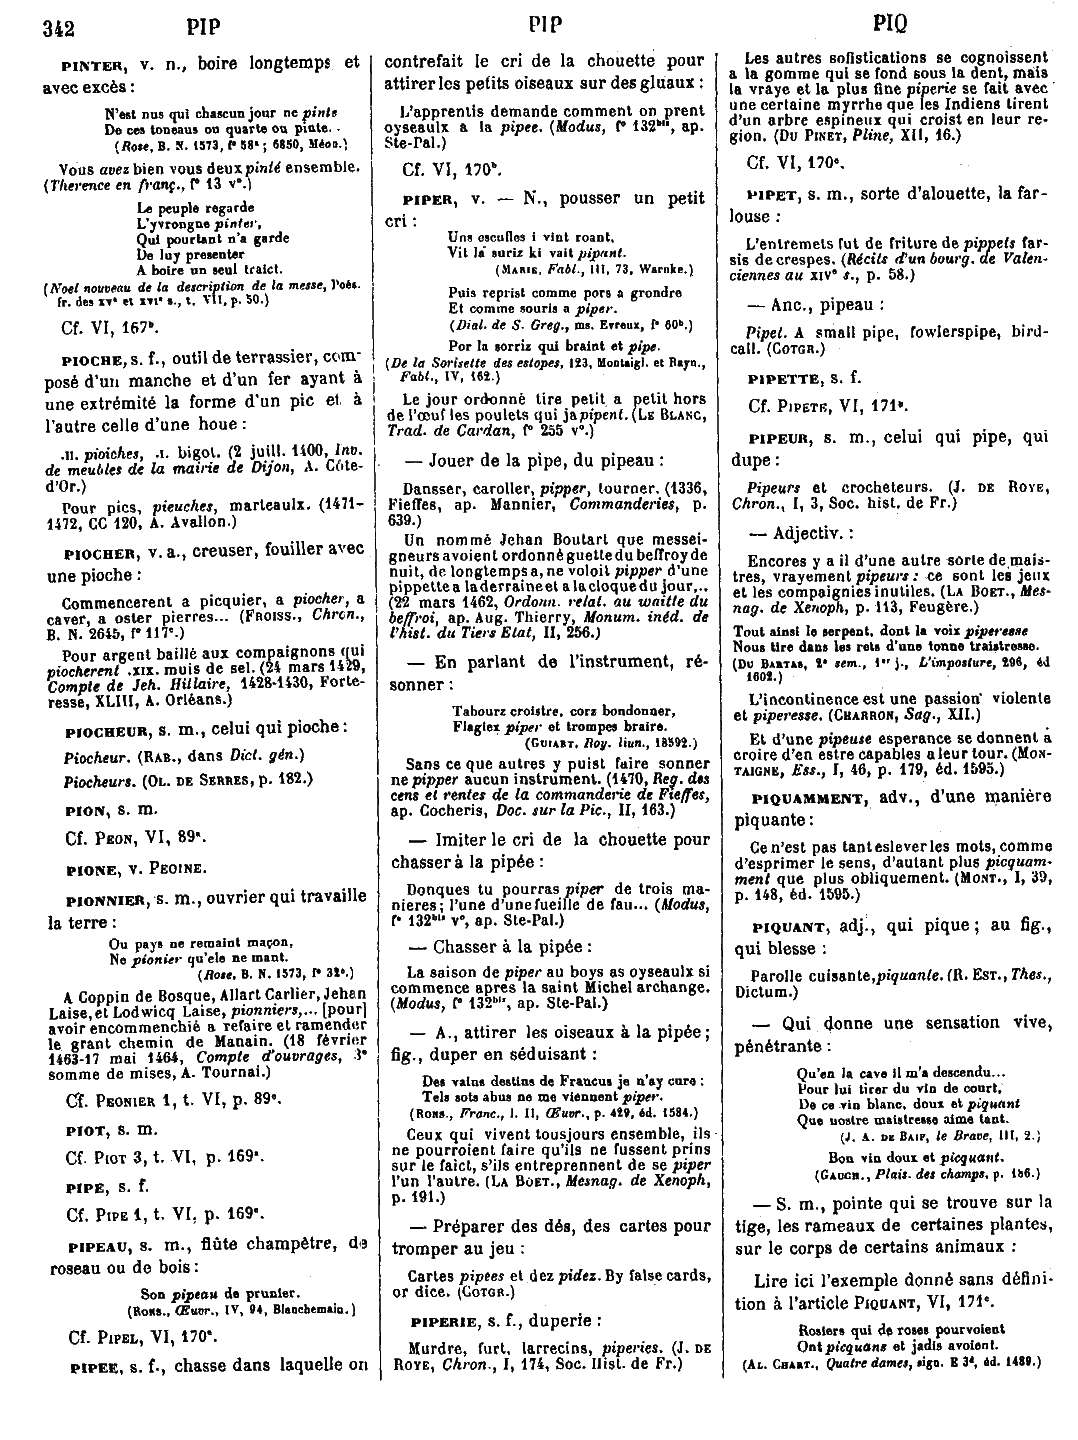 342
PIP
PIP
PIQ
PINTER, v. n., boire longtemps et
avec excès :
N'est nus qui chascun jor ne pinte
De ces toneaus ou quarte ou pinte.
(Rose, B. N. 1573, f° 58ª ; 6850, Méon.)
Vous avez bien vous deux pinté ensemble.
(Therence en franç., f° 13 v°.)
Le peuple regarde
L'yvrongne pinter,
Qui pourtant n'a garde
De luy presenter
A boire un seul traict.
(Noel nouveau de la description de la messe, Poés.
fr. des XVᵉ et XVIᵉ s., t. VII, p. 50.)
Cf. VI, 167ᵇ.
PIOCHE, s. f., outil de terrassier, com-
posé d'un manche et d'un fer ayant à
une extrémité la forme d'un pic et à
l'autre celle d'une houe :
.II. pioiches, .I. bigot. (2 juill. 1400, Inv.
de meubles de la mairie de Dijon, A. Côte-
d'Or.)
Pour pics, pieuches, marteaulx. (1471-
1472, CC 120, A. Avallon.)
PIOCHER, v. a., creuser, fouiller avec
une pioche :
Commencerent a picquier, a piocher, a
caver, a oster pierres... (FROISS., Chron.,
B. N. 2645, f° 117ᶜ.)
Pour argent baillé aux compaignons qui
piocherent .XIX. muis de sel. (24 mars 1429,
Compte de Jeh. Hillaire, 1428-1430, Forte-
resse, XLIII, A. Orléans.)
PIOCHEUR, s. m., celui qui pioche :
Piocheur. (RAB., dans Dict. gén.)
Piocheurs. (OL. DE SERRES, p. 182.)
PION, s. m.
Cf. PEON, VI, 89ᵃ.
PIONE, v. PEOINE.
PIONNIER, s. m., ouvrier qui travaille
la terre :
Ou pays ne remaint maçon,
Ne pionier qu'ele ne mant.
(Rose, B. N. 1573, f° 32ᵃ.)
A Coppin de Bosque, Allart Carlier, Jehan
Laise, et Lodwicq Laise, pionniers,... [pour]
avoir encommenchié a refaire et ramender
le grant chemin de Manain. (18 février
1463-17 mai 1464, Compte d'ouvrages, 3ᵉ
somme de mises, A. Tournai.)
Cf. PEONIER 1, t. VI, p. 89ᵉ.
PIOT, s. m.
Cf. PIOT 3, t. VI, p. 169ᵃ.
PIPE, s. f.
Cf. PIPE 1, t. VI, p. 169ᵉ.
PIPEAU, s. m., flûte champêtre, de
roseau ou de bois :
Son pipeau de prunier.
(RONS., Œuvr., IV, 94, Blanchemain.)
Cf. PIPEL, VI, 170ᵃ.
PIPEE, s. f., chasse dans laquelle on
contrefait le cri de la chouette pour
attirer les petits oiseaux sur des gluaux :
L'apprentis demande comment on prent
oyseaulx a la pipee. (Modus, f° 132ᵇⁱˢ, ap.
Ste-Pal.)
Cf. VI, 170ᵇ.
PIPER, v. — N., pousser un petit
cri :
Uns escufles i vint roant,
Vit la suriz ki vait pipant.
(MARIE, Fabl., III, 73, Warnke.)
Puis reprist comme pors a grondre
Et comme souris a piper.
(Dial. de S. Greg., ms. Evreux, f° 60ᵇ.)
Por la sorriz qui braint et pipe.
(De la Sorisette des estopes, 123, Montaigl. et Rayn.,
Fabl., IV, 162.)
Le jour ordonné tire petit a petit hors
de l'œuf les poulets qui ja pipent. (LE BLANC,
Trad. de Cardan, f° 255 v°.)
— Jouer de la pipe, du pipeau :
Dansser, caroller, pipper, tourner. (1336,
Fieffes, ap. Mannier, Commanderies, p.
639.)
Un nommé Jehan Boutart que messei-
gneurs avoient ordonné guette du beffroy de
nuit, de longtemps a, ne voloit pipper d'une
pippette a la derraine et a la cloque du jour,..
(22 mars 1462, Ordonn. relat. au waitte du
beffroi, ap. Aug. Thierry, Monum. inéd. de
l'hist. du Tiers Etat, II, 256.)
— En parlant de l'instrument, ré-
sonner :
Tabourz croistre, corz bondonner,
Flagiex piper et trompes braire.
(GUIART, Roy. lign., 18592.)
Sans ce que autres y puist faire sonner
ne pipper aucun instrument. (1470, Reg. des
cens et rentes de la commanderie de Fieffes,
ap. Cocheris, Doc. sur la Pic., II, 163.)
— Imiter le cri de la chouette pour
chasser à la pipée :
Donques tu pourras piper de trois ma-
nieres ; l'une d'une fueille de fau... (Modus,
f° 132ᵇⁱˢ v°, ap. Ste-Pal.)
— Chasser à la pipée :
La saison de piper au boys as oyseaulx si
commence apres la saint Michel archange.
(Modus, f° 132ᵇⁱˢ, ap. Ste-Pal.)
— A., attirer les oiseaux à la pipée ;
fig., duper en séduisant :
Des vains destins de Francus je n'ay cure :
Tels sots abus ne me viennent piper.
(RONS., Franc., l. II, Œuvr., p. 429, éd. 1584.)
Ceux qui vivent tousjours ensemble, ils
ne pourroient faire qu'ils ne fussent prins
sur le faict, s'ils entreprennent de se piper
l'un l'autre. (LA BOET., Mesnag. de Xenoph,
p. 191.)
— Préparer des dés, des cartes pour
tromper au jeu :
Cartes pipees et dez pidez. By false cards,
or dice. (COTGR.)
PIPERIE, s. f., duperie :
Murdre, furt, larrecins, piperies. (J. DE
ROYE, Chron., I, 174, Soc. Hist. de Fr.)
Les autres sofistications se cognoissent
a la gomme qui se fond sous la dent, mais
la vraye et la plus fine piperie se fait avec
une certaine myrrhe que les Indiens tirent
d'un arbre espineux qui croist en leur re-
gion. (DU PINET, Pline, XII, 16.)
Cf. VI, 170ᵉ.
PIPET, s. m., sorte d'alouette, la far-
louse :
L'entremets fut de friture de pippets far-
sis de crespes. (Récits d'un bourg. de Valen-
ciennes au XIVᵉ s., p. 58.)
— Anc., pipeau :
Pipet. A small pipe, fowlerspipe, bird-
call. (COTGR.)
PIPETTE, s. f.
Cf. PIPETE, VI, 171ᵇ.
PIPEUR, s. m., celui qui pipe, qui
dupe :
Pipeurs et crocheteurs. (J. DE ROYE,
Chron., I, 3, Soc. hist. de Fr.)
— Adjectiv. :
Encores y a il d'une autre sorte de mais-
tres, vrayement pipeurs : ce sont les jeux
et les compaignies inutiles. (LA BOET., Mes-
nag. de Xenoph, p. 113, Feugère.)
Tout ainsi le serpent, dont la voix piperesse
Nous tire dans les rets d'une tonne traistresse.
(DU BARTAS, 2ᵉ sem., 1ᵉʳ j., L'imposture, 296, éd
1602.)
L'incontinence est une passion violente
et piperesse. (CHARRON, Sag., XII.)
Et d'une pipeuse esperance se donnent à
croire d'en estre capables a leur tour. (MON-
TAIGNE, Ess., I, 46, p. 179, éd. 1595.)
PIQUAMMENT, adv., d'une manière
piquante :
Ce n'est pas tant eslever les mots, comme
d'esprimer le sens, d'autant plus picquam-
ment que plus obliquement. (MONT., I, 39,
p. 148, éd. 1595.)
PIQUANT, adj., qui pique ; au fig.,
qui blesse :
Parolle cuisante, piquante. (R. EST., Thes.,
Dictum.)
— Qui donne une sensation vive,
pénétrante :
Qu'en la cave il m'a descendu...
Pour lui tirer du vin de court,
De ce vin blanc, doux et piquant
Que nostre maistresse aime tant.
(J. A. DE BAIF, le Brave, III, 2.)
Bon vin doux et picquant.
(GAUCH., Plais. des champs, p. 186.)
— S. m., pointe qui se trouve sur la
tige, les rameaux de certaines plantes,
sur le corps de certains animaux :
Lire ici l'exemple donné sans défini-
tion à l'article PIQUANT, VI, 171ᵉ.
Rosiers qui de roses pourvoient
Ont picquans et jadis avoient.
(AL. CHART., Quatre dames, sign. E 3ᵈ, éd. 1489.)